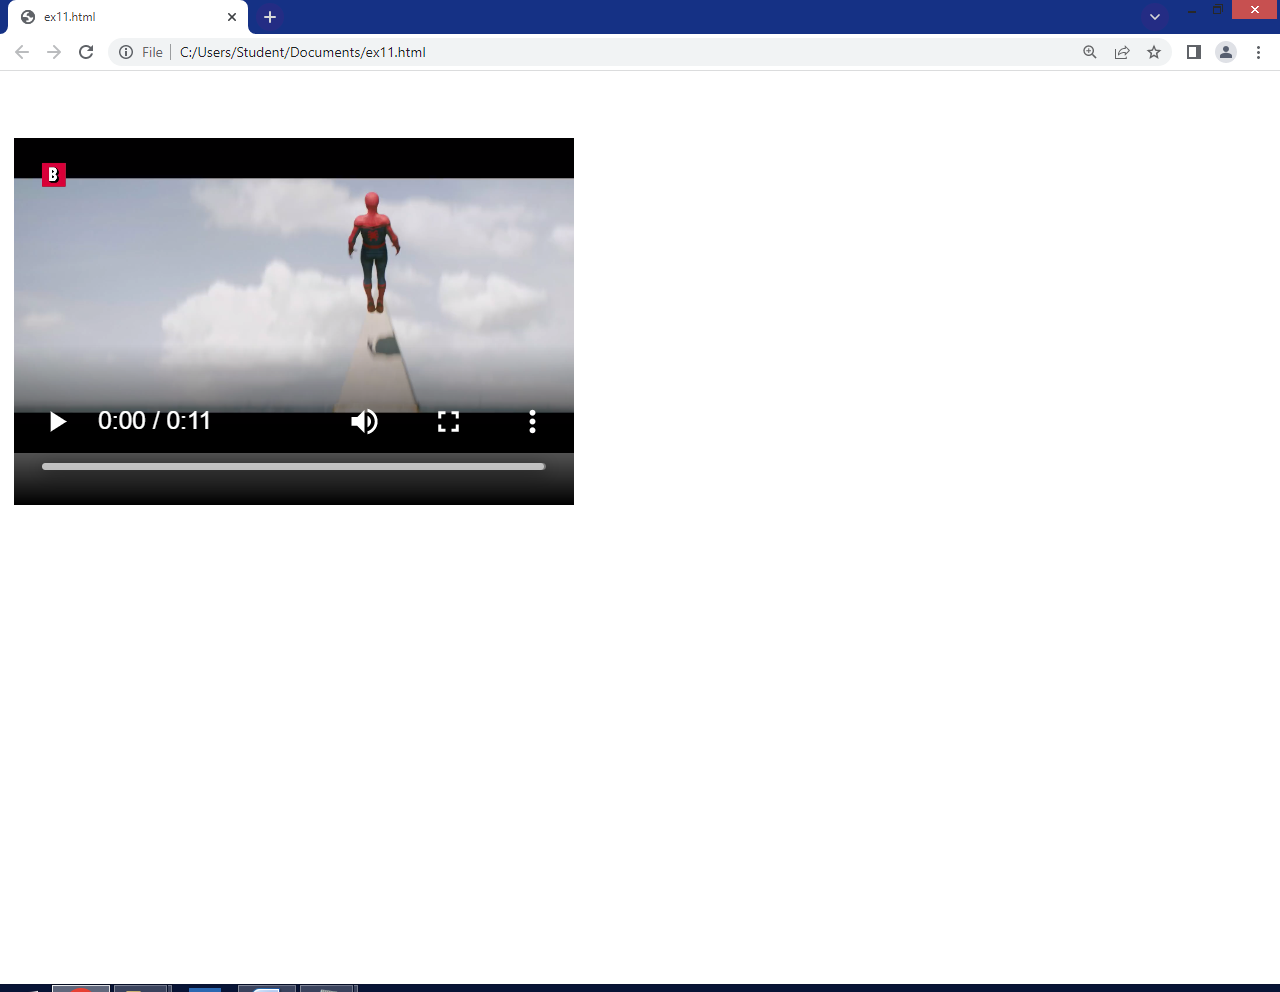 ex11.html
File C:/Users/Student/Documents/ex11.html
B
0:00 / 0:11